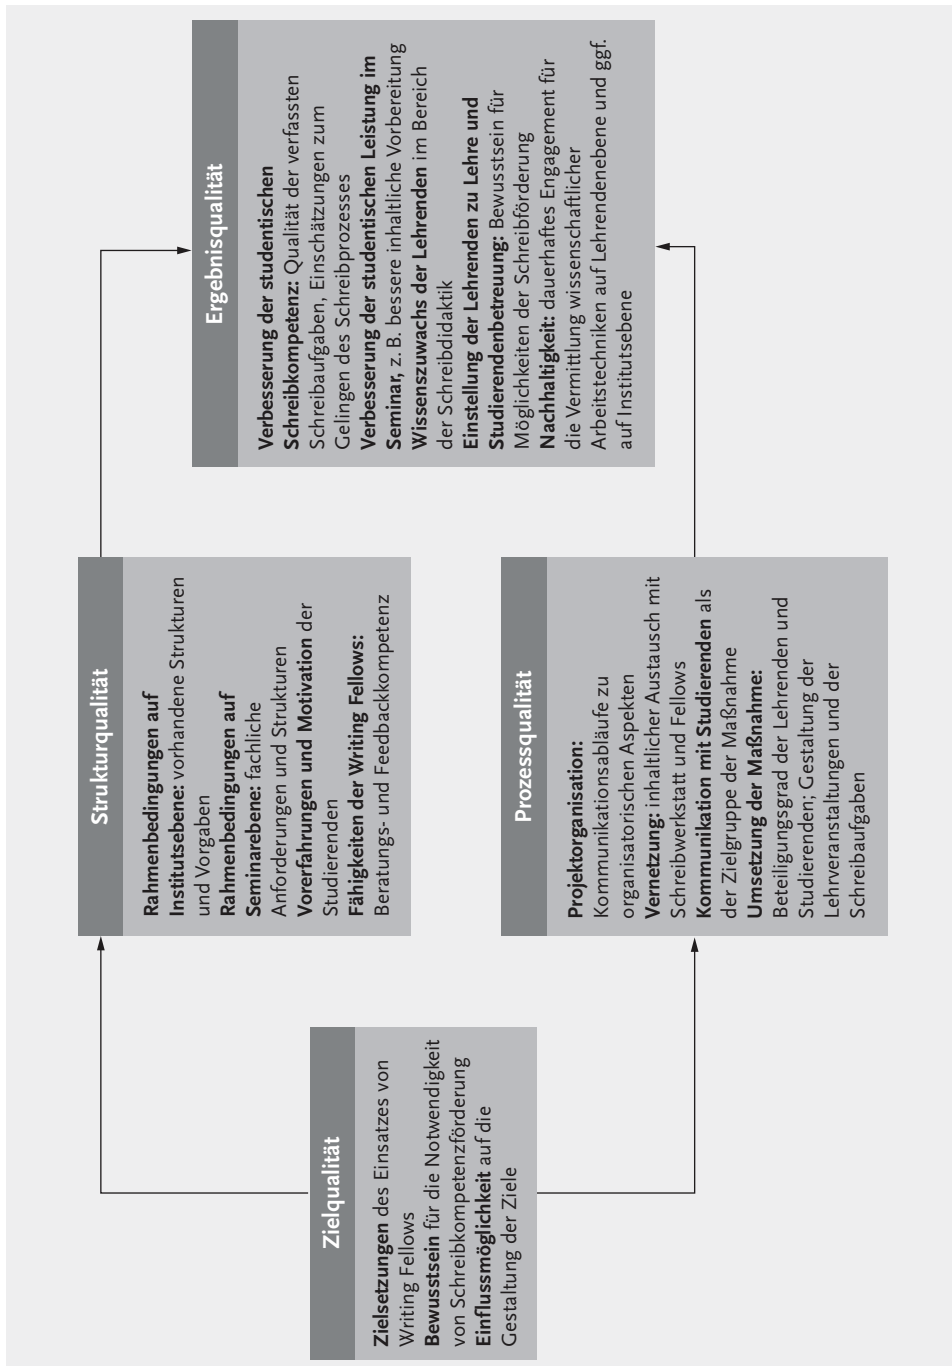 Zielqualität
Zielsetzungen des Einsatzes von
Writing Fellows
Bewusstsein für die Notwendigkeit
von Schreibkompetenzförderung
Einflussmöglichkeit auf die
Gestaltung der Ziele
Strukturqualität
Rahmenbedingungen auf
Institutsebene: vorhandene Strukturen
und Vorgaben
Rahmenbedingungen auf
Seminarebene: fachliche
Anforderungen und Strukturen
Vorerfahrungen und Motivation der
Studierenden
Fähigkeiten der Writing Fellows:
Beratungs- und Feedbackkompetenz
Prozessqualität
Projektorganisation:
Kommunikationsabläufe zu
organisatorischen Aspekten
Vernetzung: inhaltlicher Austausch mit
Schreibwerkstatt und Fellows
Kommunikation mit Studierenden als
der Zielgruppe der Maßnahme
Umsetzung der Maßnahme:
Beteiligungsgrad der Lehrenden und
Studierenden; Gestaltung der
Lehrveranstaltungen und der
Schreibaufgaben
Ergebnisqualität
Verbesserung der studentischen
Schreibkompetenz: Qualität der verfassten
Schreibaufgaben, Einschätzungen zum
Gelingen des Schreibprozesses
Verbesserung der studentischen Leistung im
Seminar, z. B. bessere inhaltliche Vorbereitung
Wissenszuwachs der Lehrenden im Bereich
der Schreibdidaktik
Einstellung der Lehrenden zu Lehre und
Studierendenbetreuung: Bewusstsein für
Möglichkeiten der Schreibförderung
Nachhaltigkeit: dauerhaftes Engagement für
die Vermittlung wissenschaftlicher
Arbeitstechniken auf Lehrendenebene und ggf.
auf Institutsebene